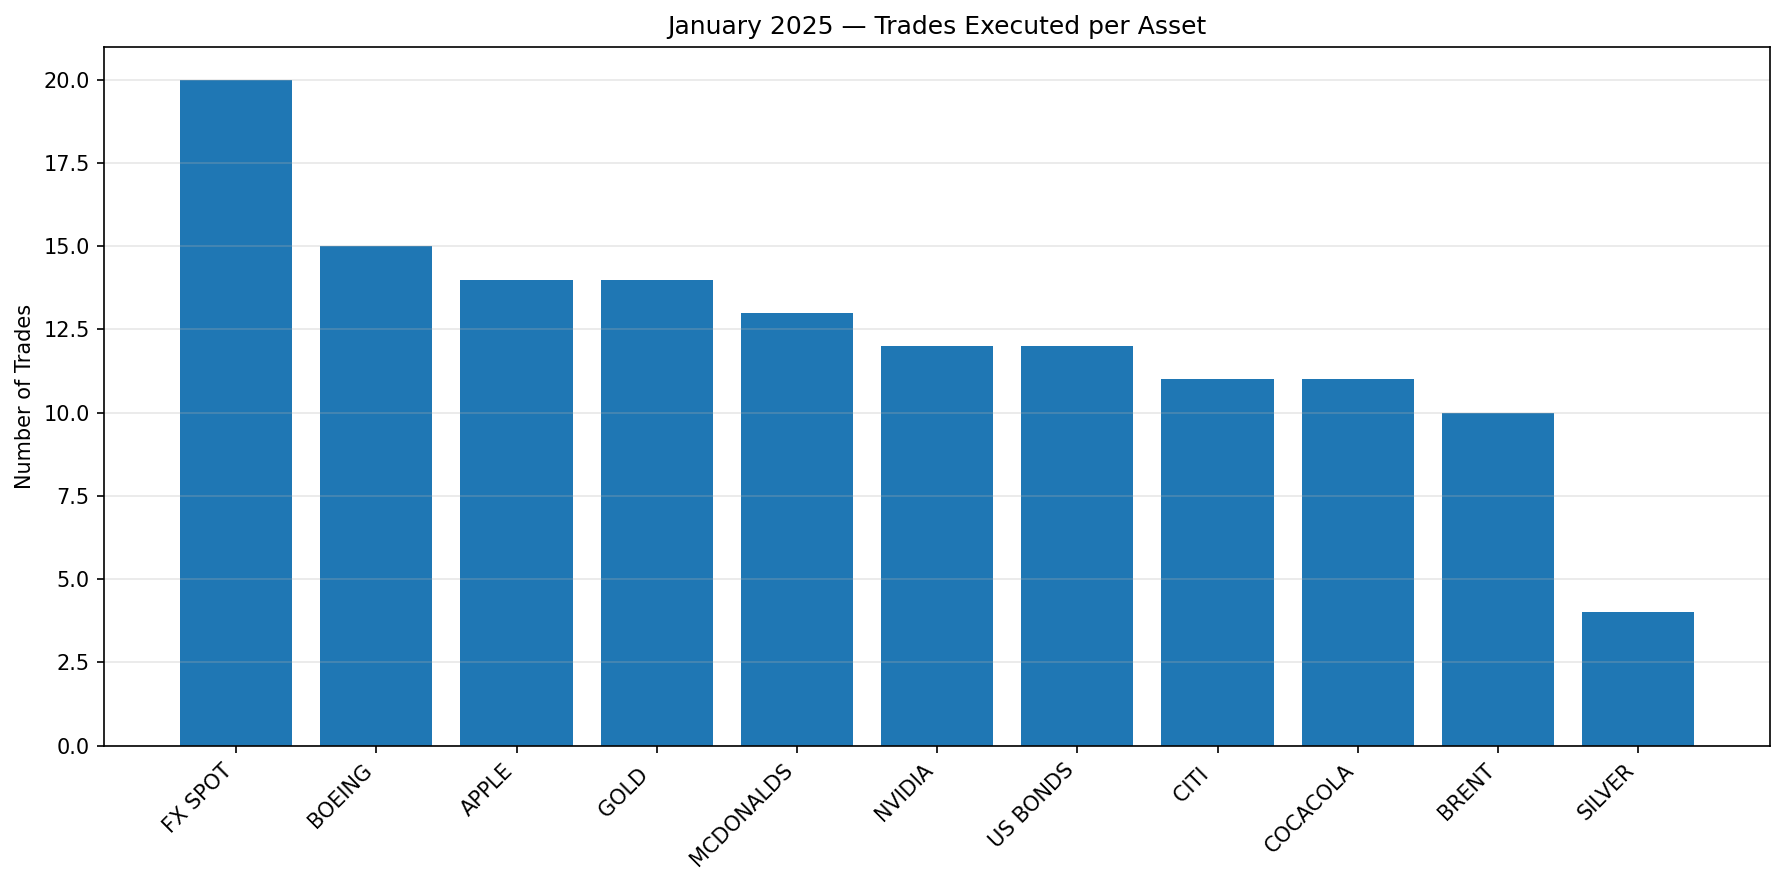 January 2025 — Trades Executed per Asset
Number of Trades
20.0
17.5
15.0
12.5
10.0
7.5
5.0
2.5
0.0
FX SPOT
BOEING
APPLE
GOLD
MCDONALDS
NVIDIA
US BONDS
CITI
COCACOLA
BRENT
SILVER